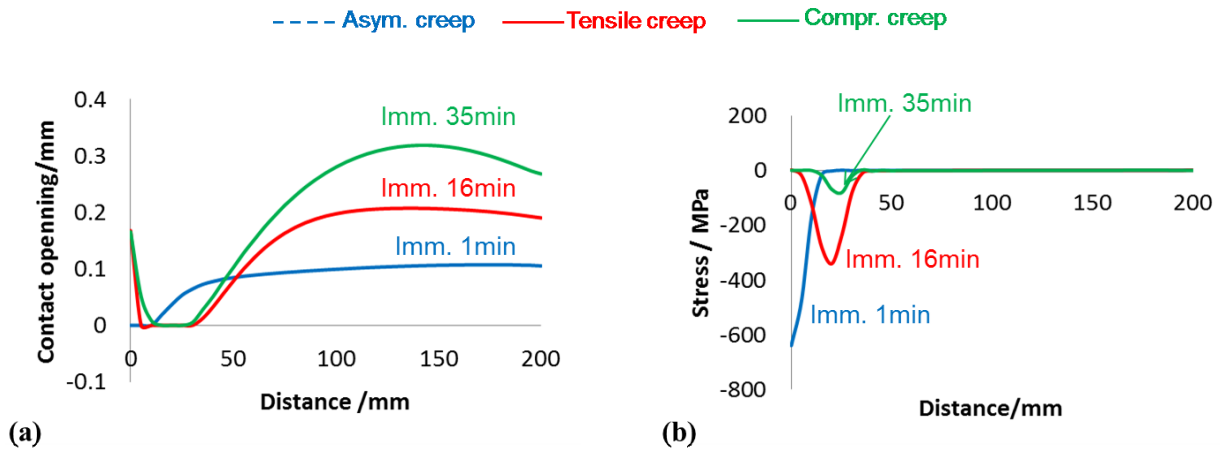 Asym. creep Tensile creep Compr. creep
Contact openning/mm
0.4
0.3
0.2
0.1
0
-0.1
Imm. 35min
Imm. 16min
Imm. 1min
0 50 100 150 200
Distance /mm
(a)
Stress / MPa
200
0
-200
-400
-600
-800
Imm. 35min
0 50 100 150 200
Imm. 16min
Imm. 1min
Distance/mm
(b)